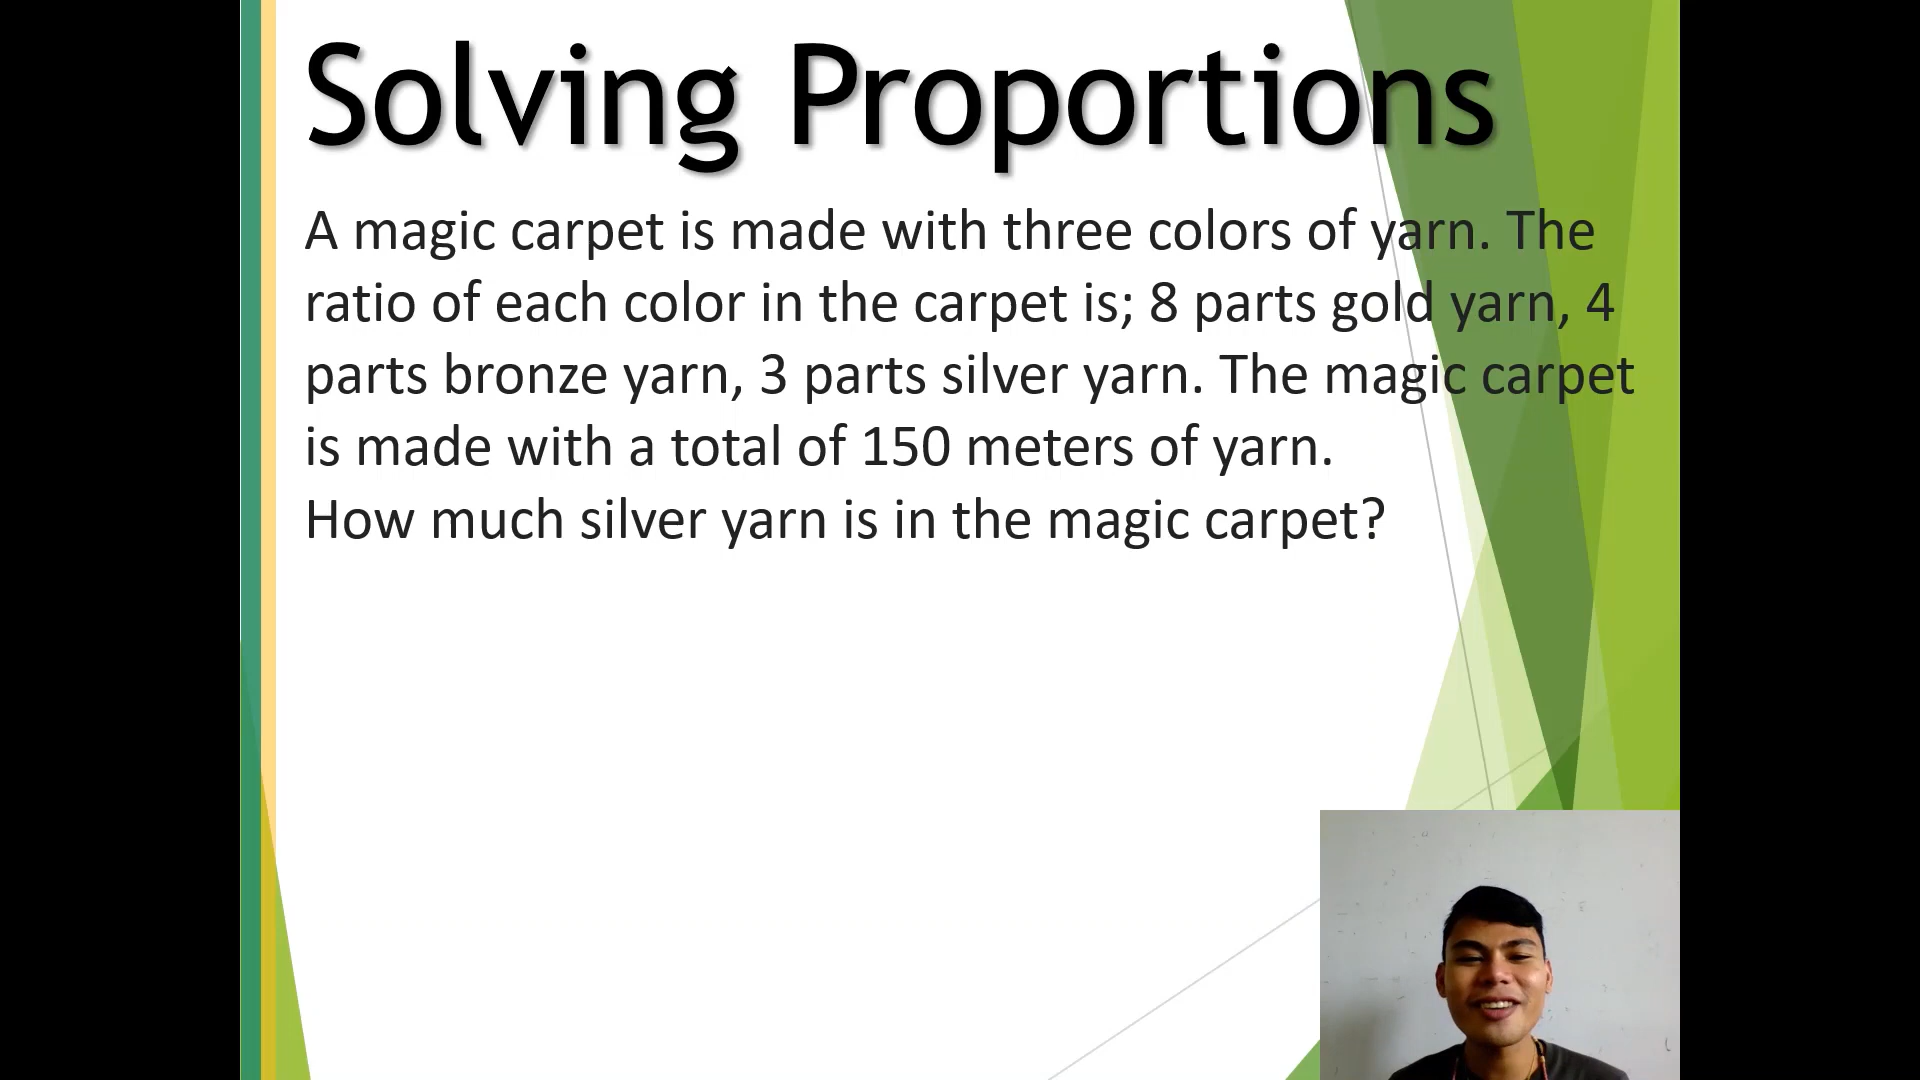 Solving Proportions
A magic carpet is made with three colors of yarn. The
ratio of each color in the carpet is; 8 parts gold yarn, 4
parts bronze yarn, 3 parts silver yarn. The magic carpet
is made with a total of 150 meters of yarn.
How much silver yarn is in the magic carpet?